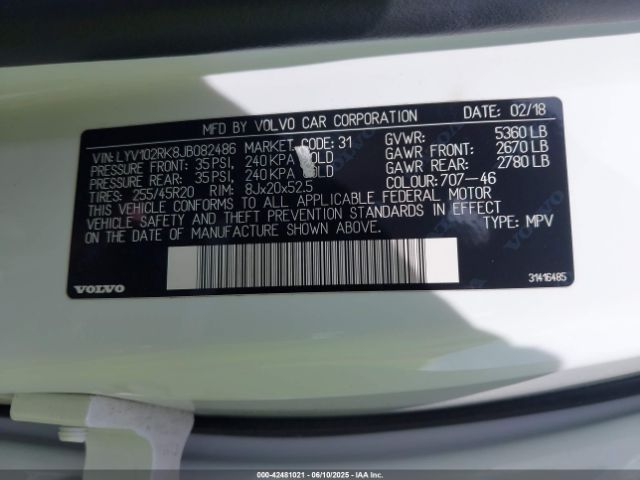 MFD BY VOLVO CAR CORPORATION DATE: 02/18
VIN: LYV102RK8JB082486 MARKET CODE: 31 GVWR: 5360 LB
PRESSURE FRONT: 35 PSI, 240 KPA COLD GAWR FRONT: 2670 LB
PRESSURE REAR: 35 PSI, 240 KPA COLD GAWR REAR: 2780 LB
TIRES: 255/45R20 RIM: 8Jx20x52.5 COLOUR: 707-46
THIS VEHICLE CONFORMS TO ALL APPLICABLE FEDERAL MOTOR
VEHICLE SAFETY AND THEFT PREVENTION STANDARDS IN EFFECT
ON THE DATE OF MANUFACTURE SHOWN ABOVE. TYPE: MPV
31416485
VOLVO
000-42481021 - 06/10/2025 - IAAI.com